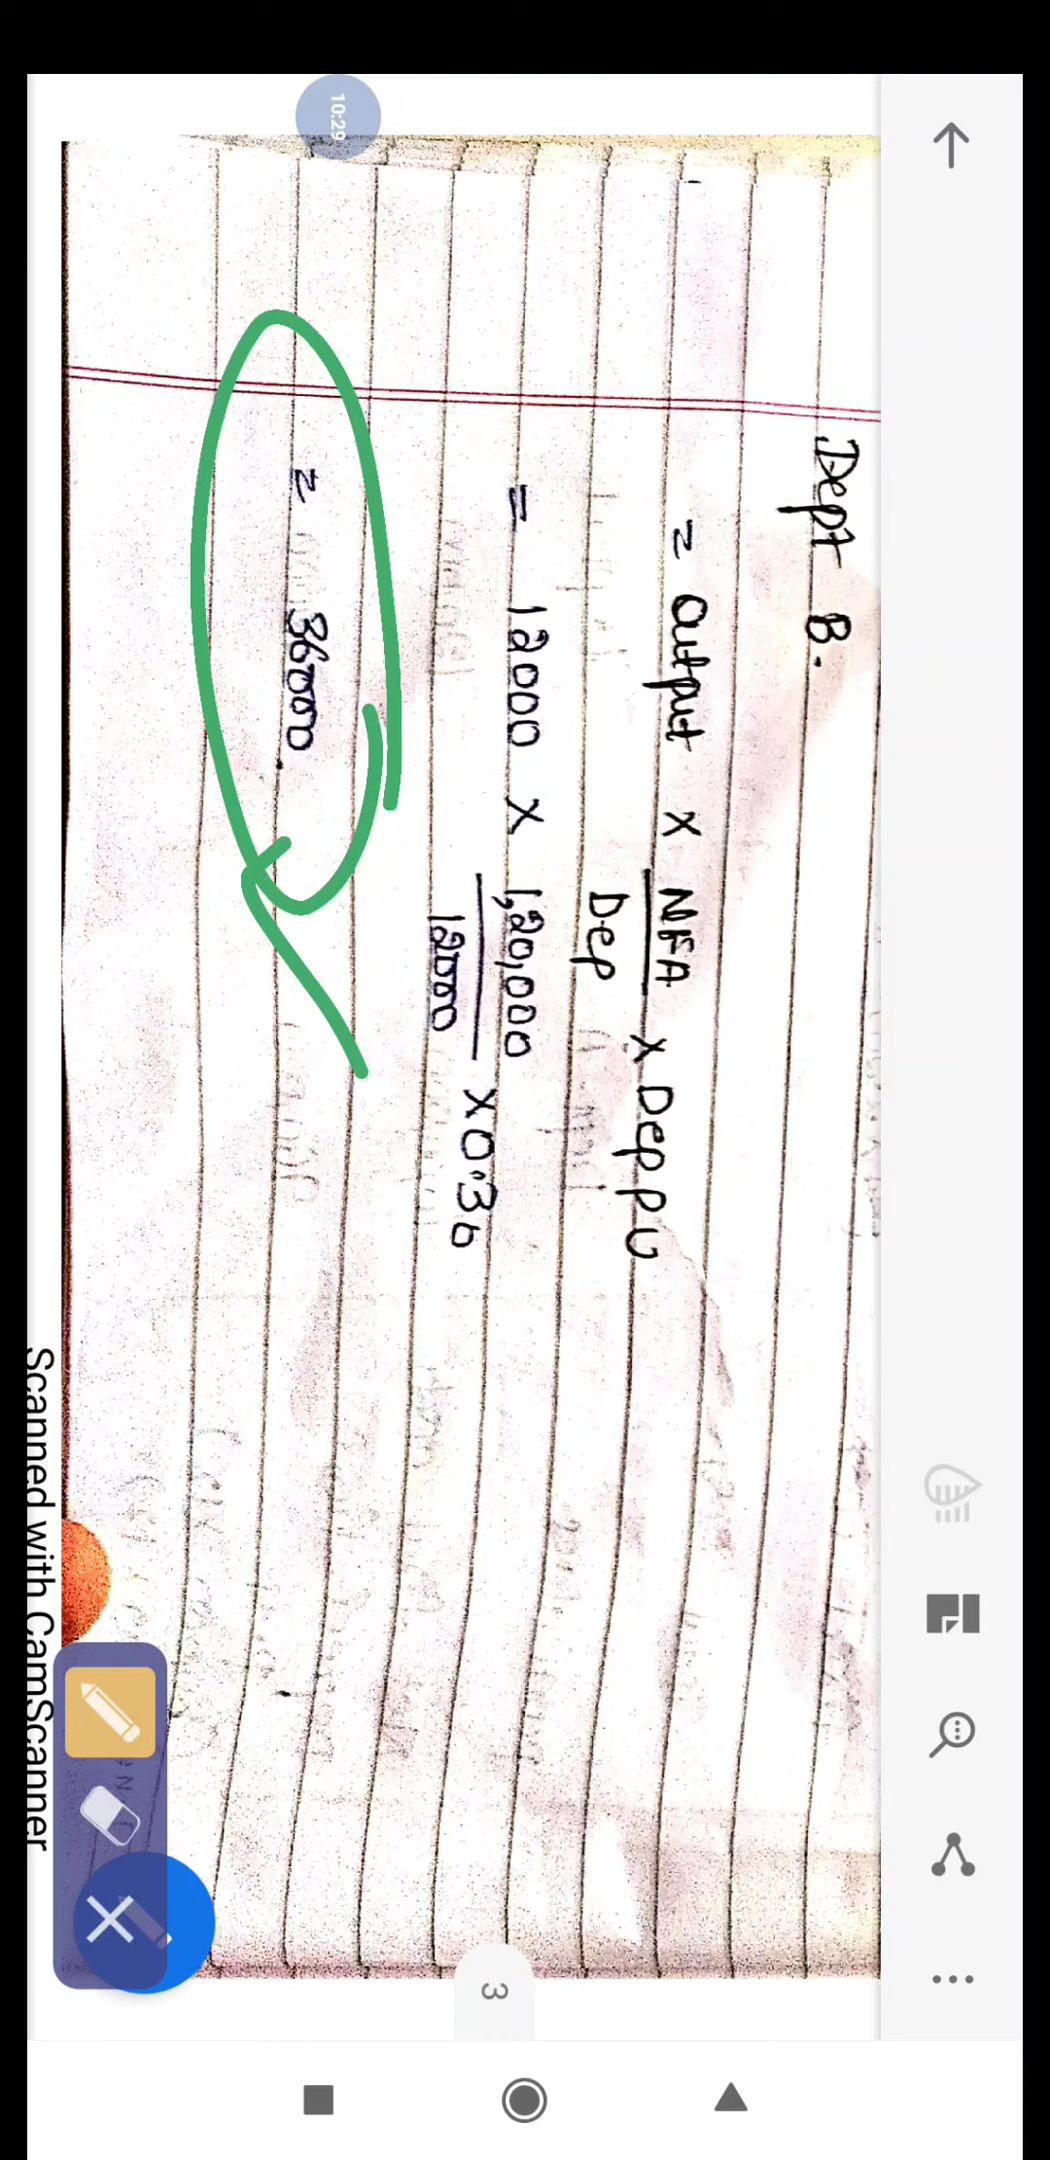 10:29
Dept B.
= Output x NFA x Dep PU
Dep
= 12000 x 1,20,000 x 0.36
12000
= 36000.
Scanned with CamScanner
3